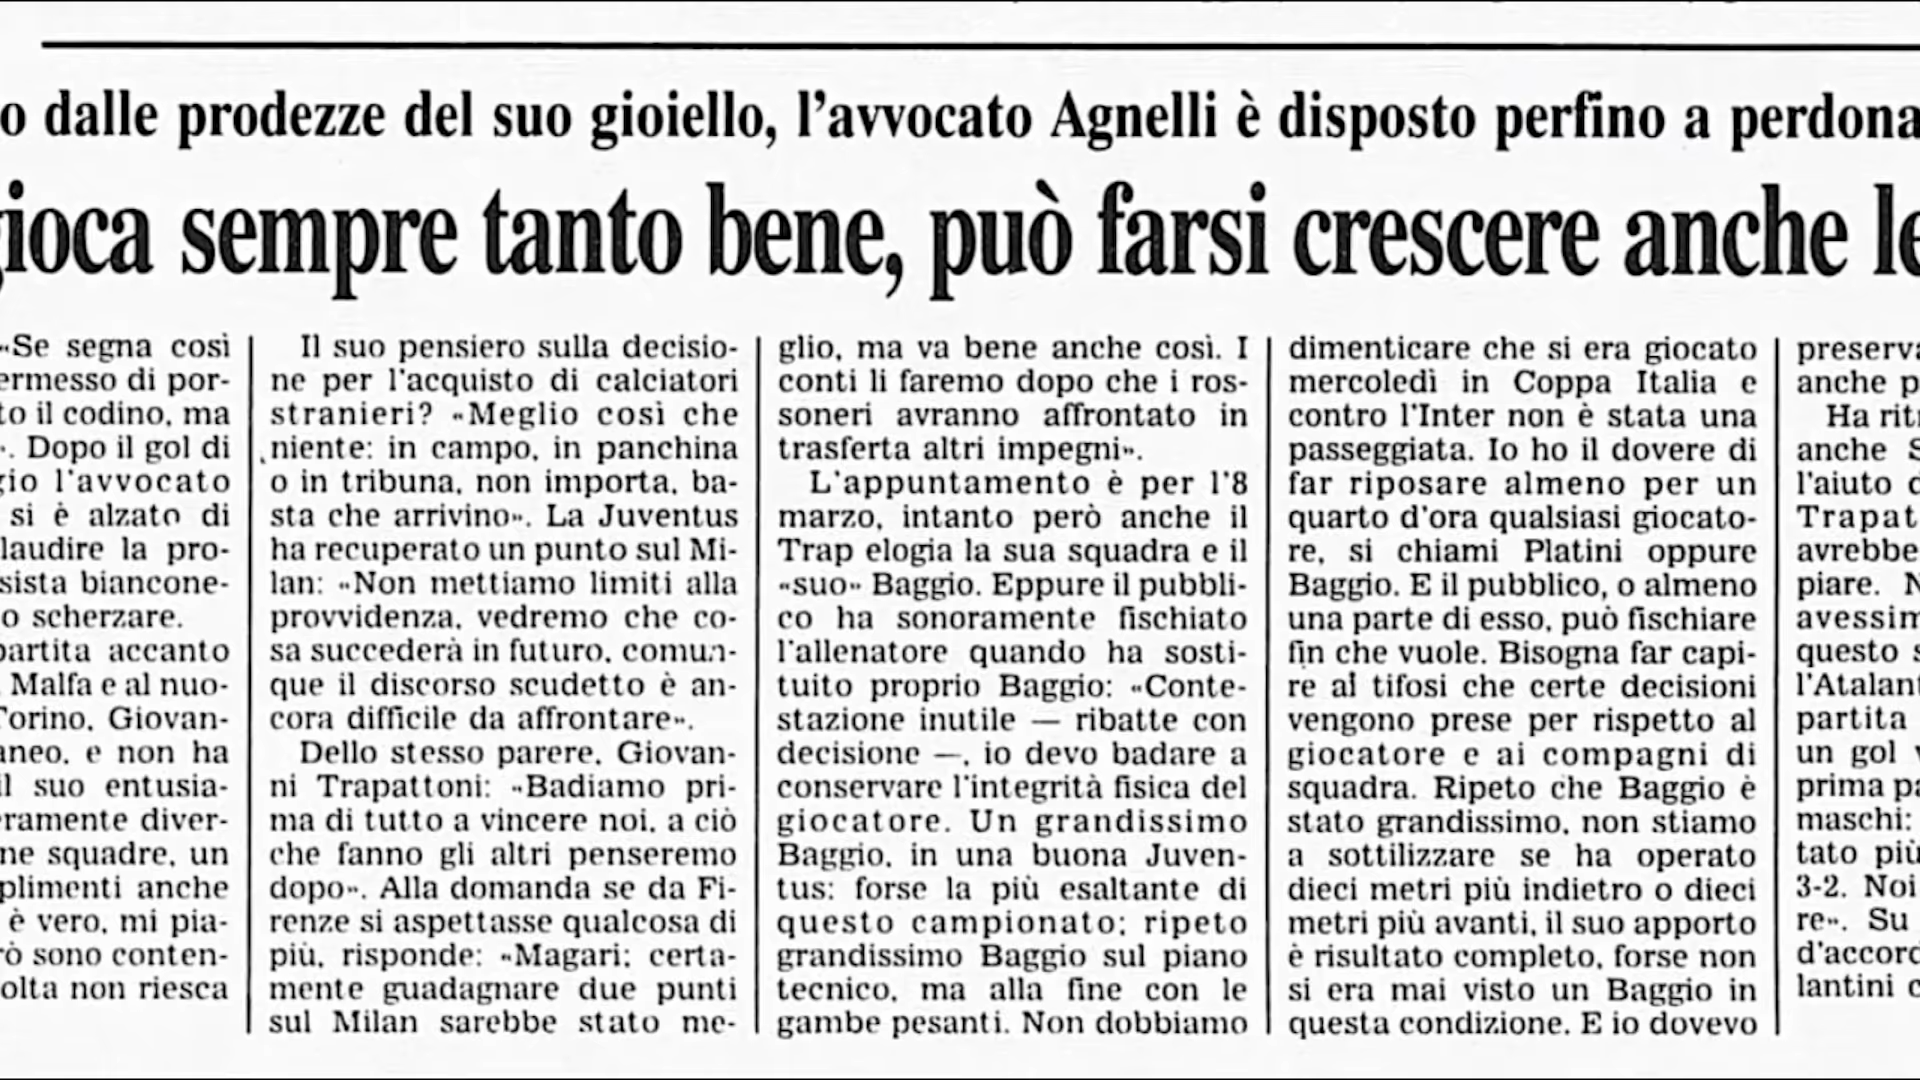 o dalle prodezze del suo gioiello, l'avvocato Agnelli è disposto perfino a perdona
gioca sempre tanto bene, può farsi crescere anche le
«Se segna così
ermesso di por-
to il codino, ma
». Dopo il gol di
gio l'avvocato
si è alzato di
laudire la pro-
sista biancone-
o scherzare.
partita accanto
Malfa e al nuo-
Torino, Giovan-
aneo, e non ha
il suo entusia-
eramente diver-
ne squadre, un
plimenti anche
è vero, mi pia-
rò sono conten-
olta non riesca
Il suo pensiero sulla decisio-
ne per l'acquisto di calciatori
stranieri? «Meglio così che
niente: in campo, in panchina
o in tribuna, non importa, ba-
sta che arrivino». La Juventus
ha recuperato un punto sul Mi-
lan: «Non mettiamo limiti alla
provvidenza, vedremo che co-
sa succederà in futuro, comun-
que il discorso scudetto è an-
cora difficile da affrontare».
Dello stesso parere, Giovan-
ni Trapattoni: «Badiamo pri-
ma di tutto a vincere noi, a ciò
che fanno gli altri penseremo
dopo». Alla domanda se da Fi-
renze si aspettasse qualcosa di
più, risponde: «Magari; certa-
mente guadagnare due punti
sul Milan sarebbe stato me-
glio, ma va bene anche così. I
conti li faremo dopo che i ros-
soneri avranno affrontato in
trasferta altri impegni».
L'appuntamento è per l'8
marzo, intanto però anche il
Trap elogia la sua squadra e il
«suo» Baggio. Eppure il pubbli-
co ha sonoramente fischiato
l'allenatore quando ha sosti-
tuito proprio Baggio: «Conte-
stazione inutile — ribatte con
decisione —, io devo badare a
conservare l'integrità fisica del
giocatore. Un grandissimo
Baggio, in una buona Juven-
tus: forse la più esaltante di
questo campionato; ripeto
grandissimo Baggio sul piano
tecnico, ma alla fine con le
gambe pesanti. Non dobbiamo
dimenticare che si era giocato
mercoledì in Coppa Italia e
contro l'Inter non è stata una
passeggiata. Io ho il dovere di
far riposare almeno per un
quarto d'ora qualsiasi giocato-
re, si chiami Platini oppure
Baggio. E il pubblico, o almeno
una parte di esso, può fischiare
fin che vuole. Bisogna far capi-
re ai tifosi che certe decisioni
vengono prese per rispetto al
giocatore e ai compagni di
squadra. Ripeto che Baggio è
stato grandissimo, non stiamo
a sottilizzare se ha operato
dieci metri più indietro o dieci
metri più avanti, il suo apporto
è risultato completo, forse non
si era mai visto un Baggio in
questa condizione. E io dovevo
preserva
anche p
Ha rit
anche S
l'aiuto d
Trapat
avrebbe
piare. N
avessim
questo s
l'Atalant
partita
un gol v
prima pa
maschi:
tato più
3-2. Noi
re». Su
d'accord
lantini c